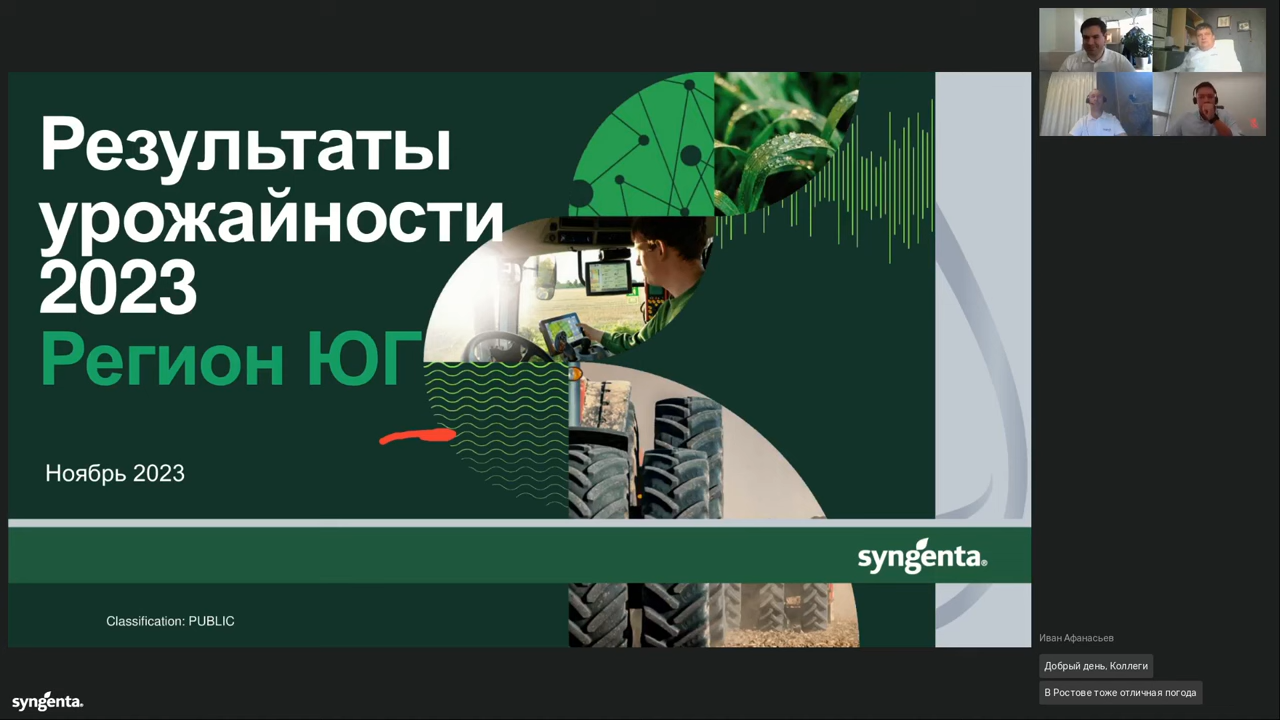 Результаты
урожайности
2023
Регион ЮГ
Ноябрь 2023
syngenta®
Classification: PUBLIC
syngenta®
Иван Афанасьев
Добрый день, Коллеги
В Ростове тоже отличная погода